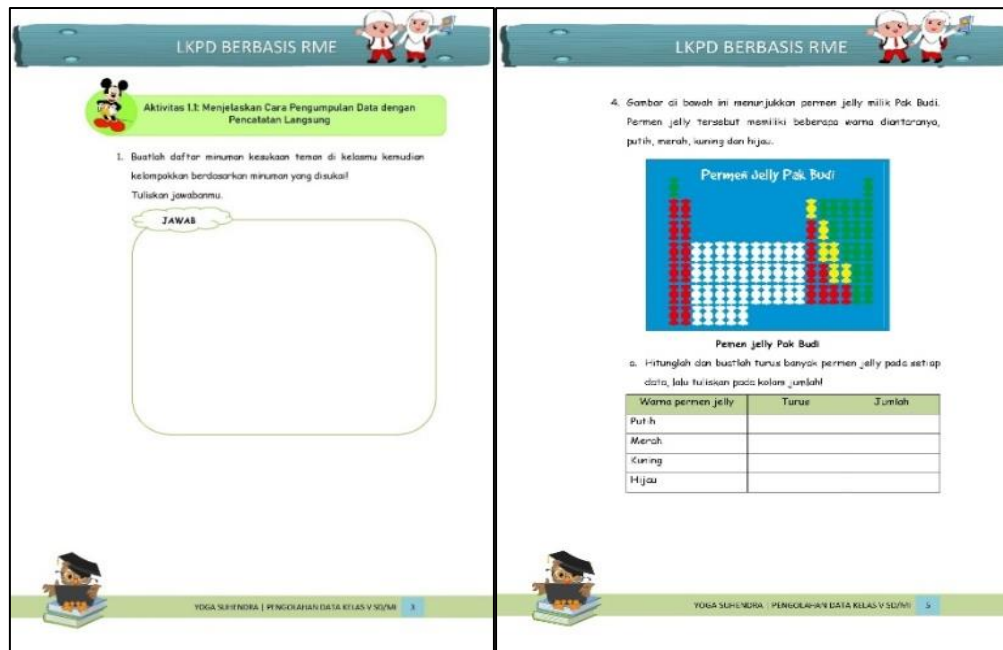 LKPD BERBASIS RME
Aktivitas 1.1: Menjelaskan Cara Pengumpulan Data dengan
Pencatatan Langsung
1. Buatlah daftar minuman kesukaan teman di kelasmu kemudian
kelompokkan berdasarkan minuman yang disukai!
Tuliskan jawabanmu.
JAWAB
YOGA SUHENDRA | PENGOLAHAN DATA KELAS V SD/MI 3
LKPD BERBASIS RME
4. Gambar di bawah ini menunjukkan permen jelly milik Pak Budi.
Permen jelly tersebut memiliki beberapa warna diantaranya,
putih, merah, kuning dan hijau.
Permen Jelly Pak Budi
Pemen jelly Pak Budi
a. Hitunglah dan buatlah turus banyak permen jelly pada setiap
data, lalu tuliskan pada kolom jumlah!
Warna permen jelly Turus Jumlah
Putih
Merah
Kuning
Hijau
YOGA SUHENDRA | PENGOLAHAN DATA KELAS V SD/MI 5